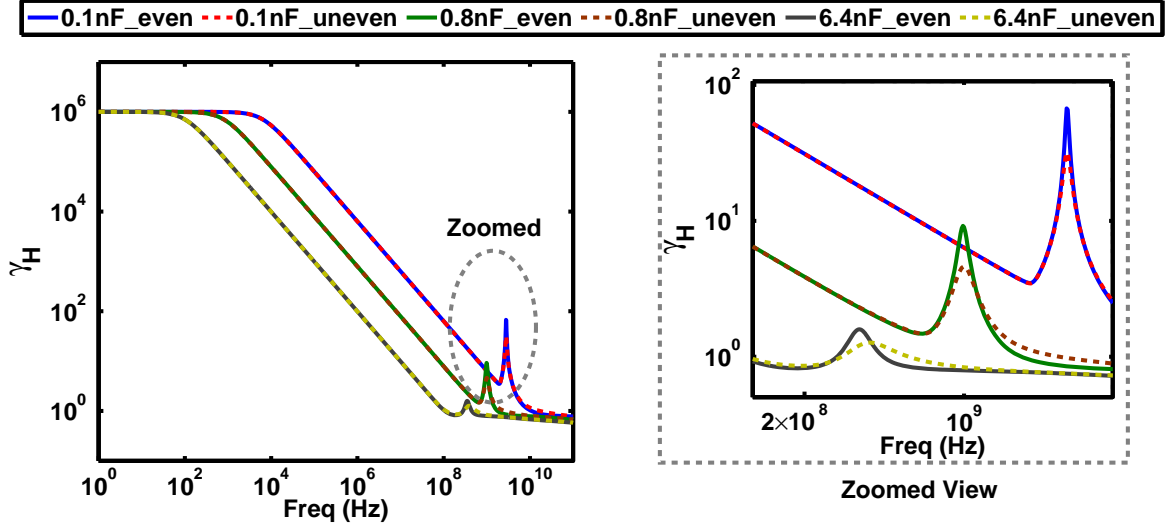 0.1nF_even 0.1nF_uneven 0.8nF_even 0.8nF_uneven 6.4nF_even 6.4nF_uneven
γH
10^6
10^4
10^2
10^0
Zoomed
10^0 10^2 10^4 10^6 10^8 10^10
Freq (Hz)
γH
10^2
10^1
10^0
2×10^8 10^9
Freq (Hz)
Zoomed View